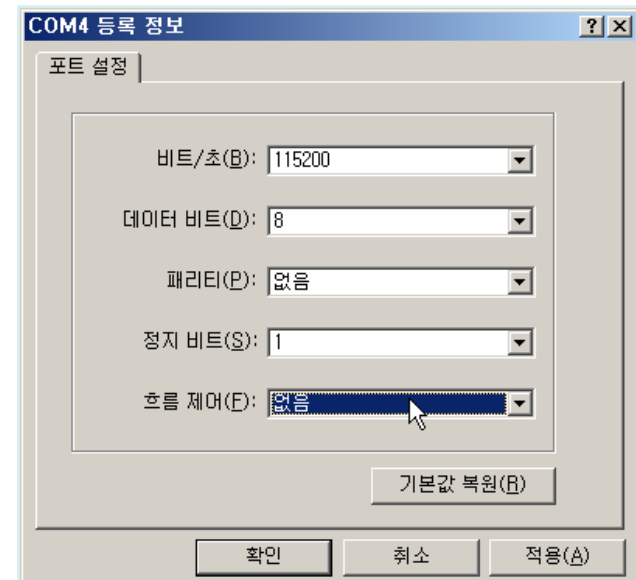 COM4 등록 정보
포트 설정
비트/초(B): 115200
데이터 비트(D): 8
패리티(P): 없음
정지 비트(S): 1
흐름 제어(F): 없음
기본값 복원(R)
확인 취소 적용(A)